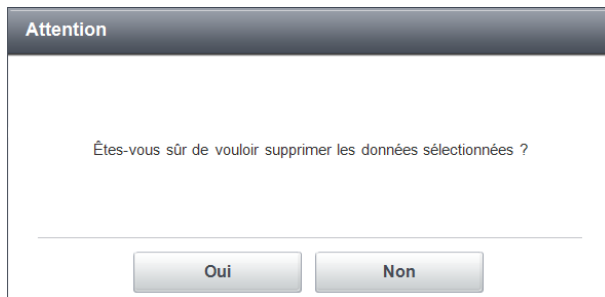 Attention
Êtes-vous sûr de vouloir supprimer les données sélectionnées ?
Oui
Non